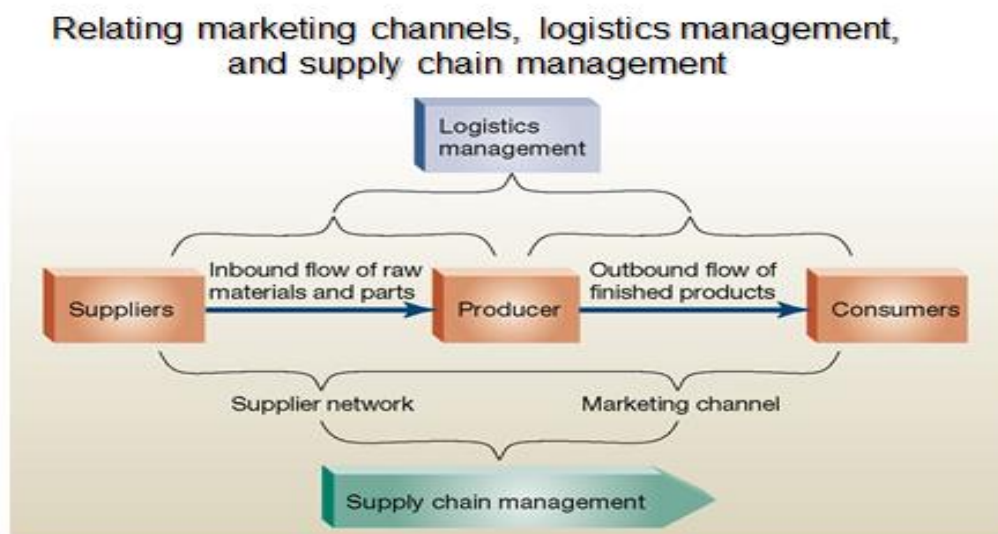 Relating marketing channels, logistics management,
and supply chain management
Logistics
management
Inbound flow of raw
materials and parts
Outbound flow of
finished products
Suppliers
Producer
Consumers
Supplier network
Marketing channel
Supply chain management